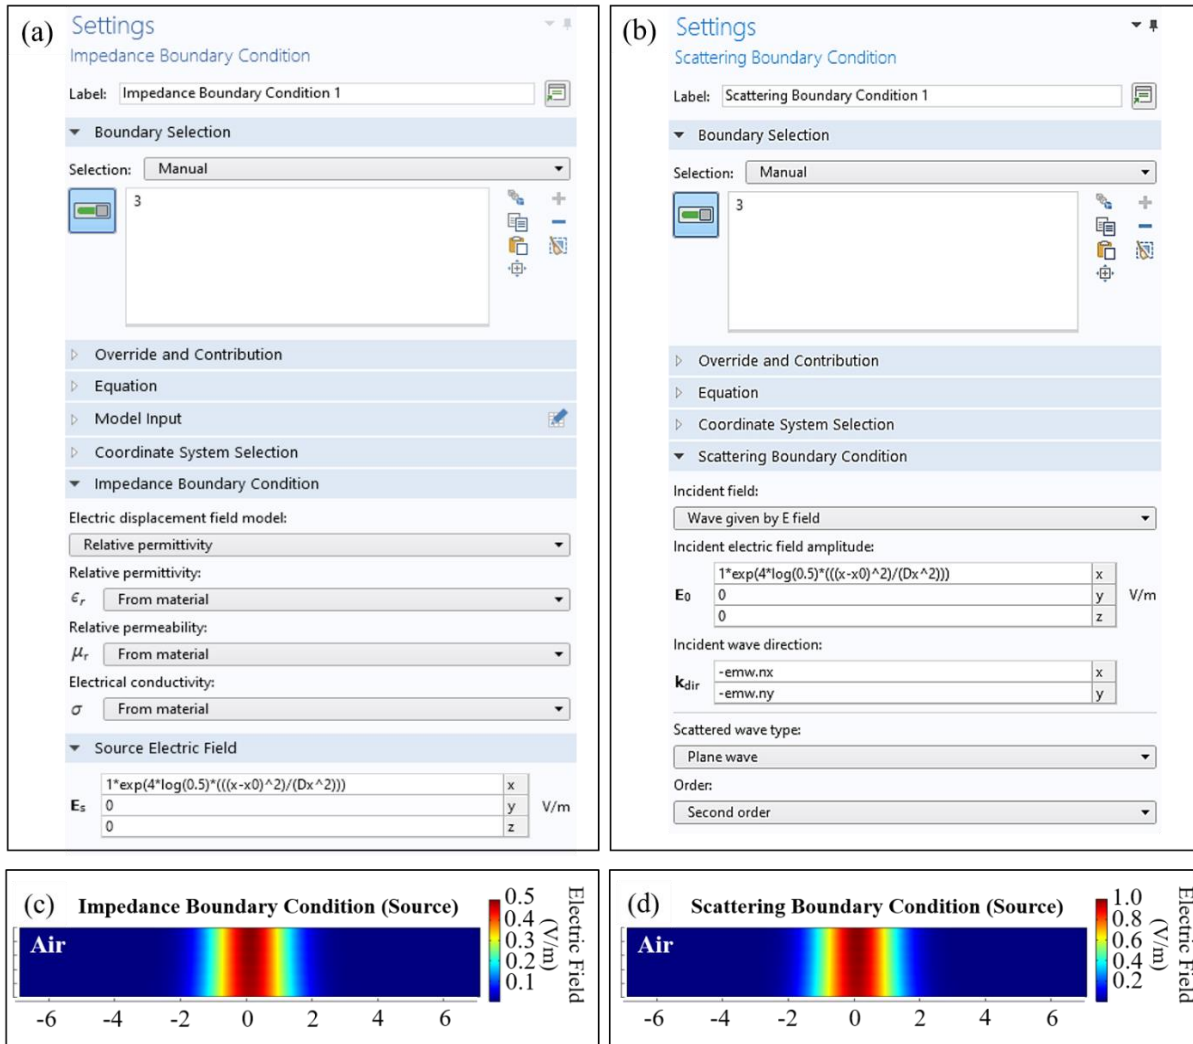 (a)
Settings
Impedance Boundary Condition
Label: Impedance Boundary Condition 1
Boundary Selection
Selection: Manual
3
Override and Contribution
Equation
Model Input
Coordinate System Selection
Impedance Boundary Condition
Electric displacement field model:
Relative permittivity
Relative permittivity:
ϵr From material
Relative permeability:
μr From material
Electrical conductivity:
σ From material
Source Electric Field
1*exp(4*log(0.5)*(((x-x0)^2)/(Dx^2))) x
Es 0 y V/m
0 z
(b)
Settings
Scattering Boundary Condition
Label: Scattering Boundary Condition 1
Boundary Selection
Selection: Manual
3
Override and Contribution
Equation
Coordinate System Selection
Scattering Boundary Condition
Incident field:
Wave given by E field
Incident electric field amplitude:
1*exp(4*log(0.5)*(((x-x0)^2)/(Dx^2))) x
E0 0 y V/m
0 z
Incident wave direction:
-emw.nx x
kdir
-emw.ny y
Scattered wave type:
Plane wave
Order:
Second order
(c) Impedance Boundary Condition (Source)
Air
0.5
0.4
0.3
0.2
0.1
Electric Field
(V/m)
-6 -4 -2 0 2 4 6
(d) Scattering Boundary Condition (Source)
Air
1.0
0.8
0.6
0.4
0.2
Electric Field
(V/m)
-6 -4 -2 0 2 4 6